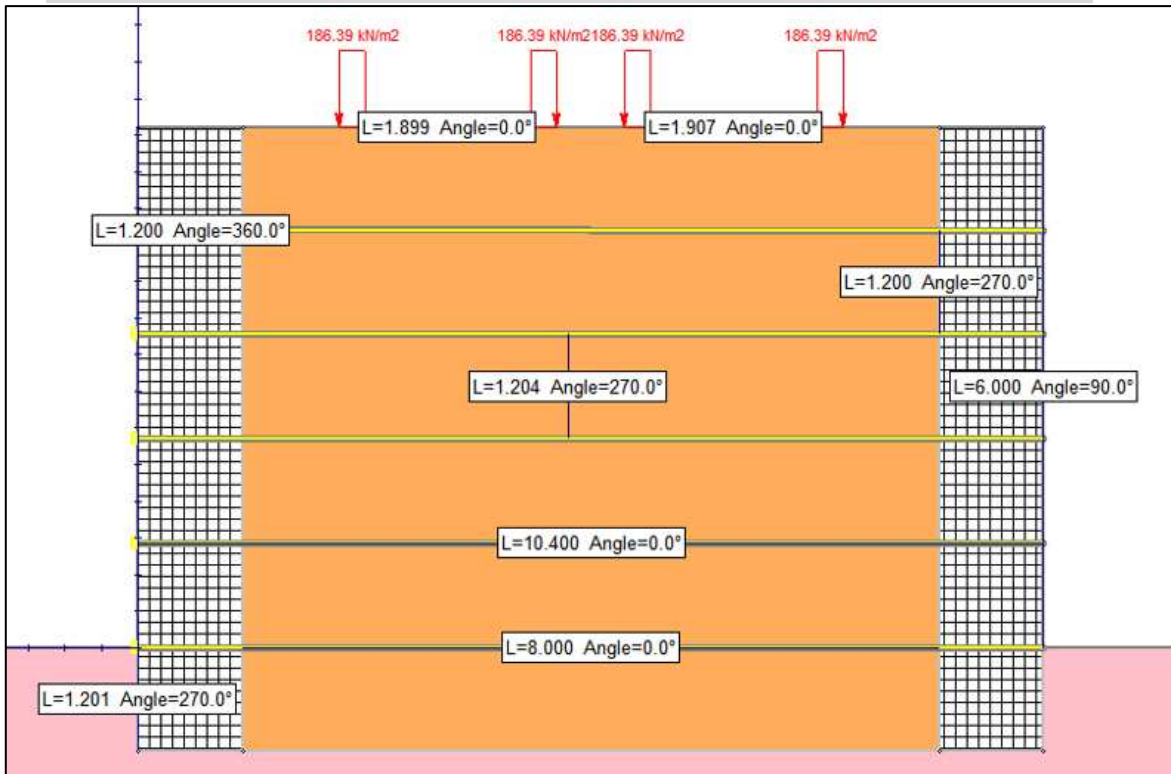 186.39 kN/m2 186.39 kN/m2 186.39 kN/m2 186.39 kN/m2
L=1.899 Angle=0.0° L=1.907 Angle=0.0°
L=1.200 Angle=360.0°
L=1.200 Angle=270.0°
L=1.204 Angle=270.0° L=6.000 Angle=90.0°
L=10.400 Angle=0.0°
L=8.000 Angle=0.0°
L=1.201 Angle=270.0°